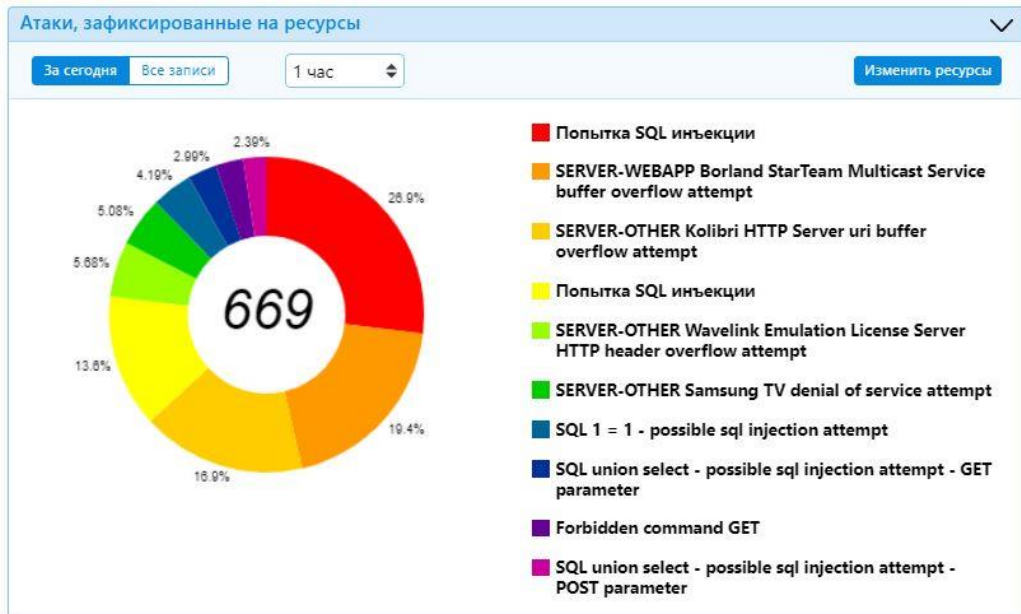 Атаки, зафиксированные на ресурсы
За сегодня
Все записи
1 час
Изменить ресурсы
2.39%
2.99%
4.19%
5.08%
5.68%
13.6%
16.9%
19.4%
26.9%
669
Попытка SQL инъекции
SERVER-WEBAPP Borland StarTeam Multicast Service
buffer overflow attempt
SERVER-OTHER Kolibri HTTP Server uri buffer
overflow attempt
Попытка SQL инъекции
SERVER-OTHER Wavelink Emulation License Server
HTTP header overflow attempt
SERVER-OTHER Samsung TV denial of service attempt
SQL 1 = 1 - possible sql injection attempt
SQL union select - possible sql injection attempt - GET
parameter
Forbidden command GET
SQL union select - possible sql injection attempt -
POST parameter